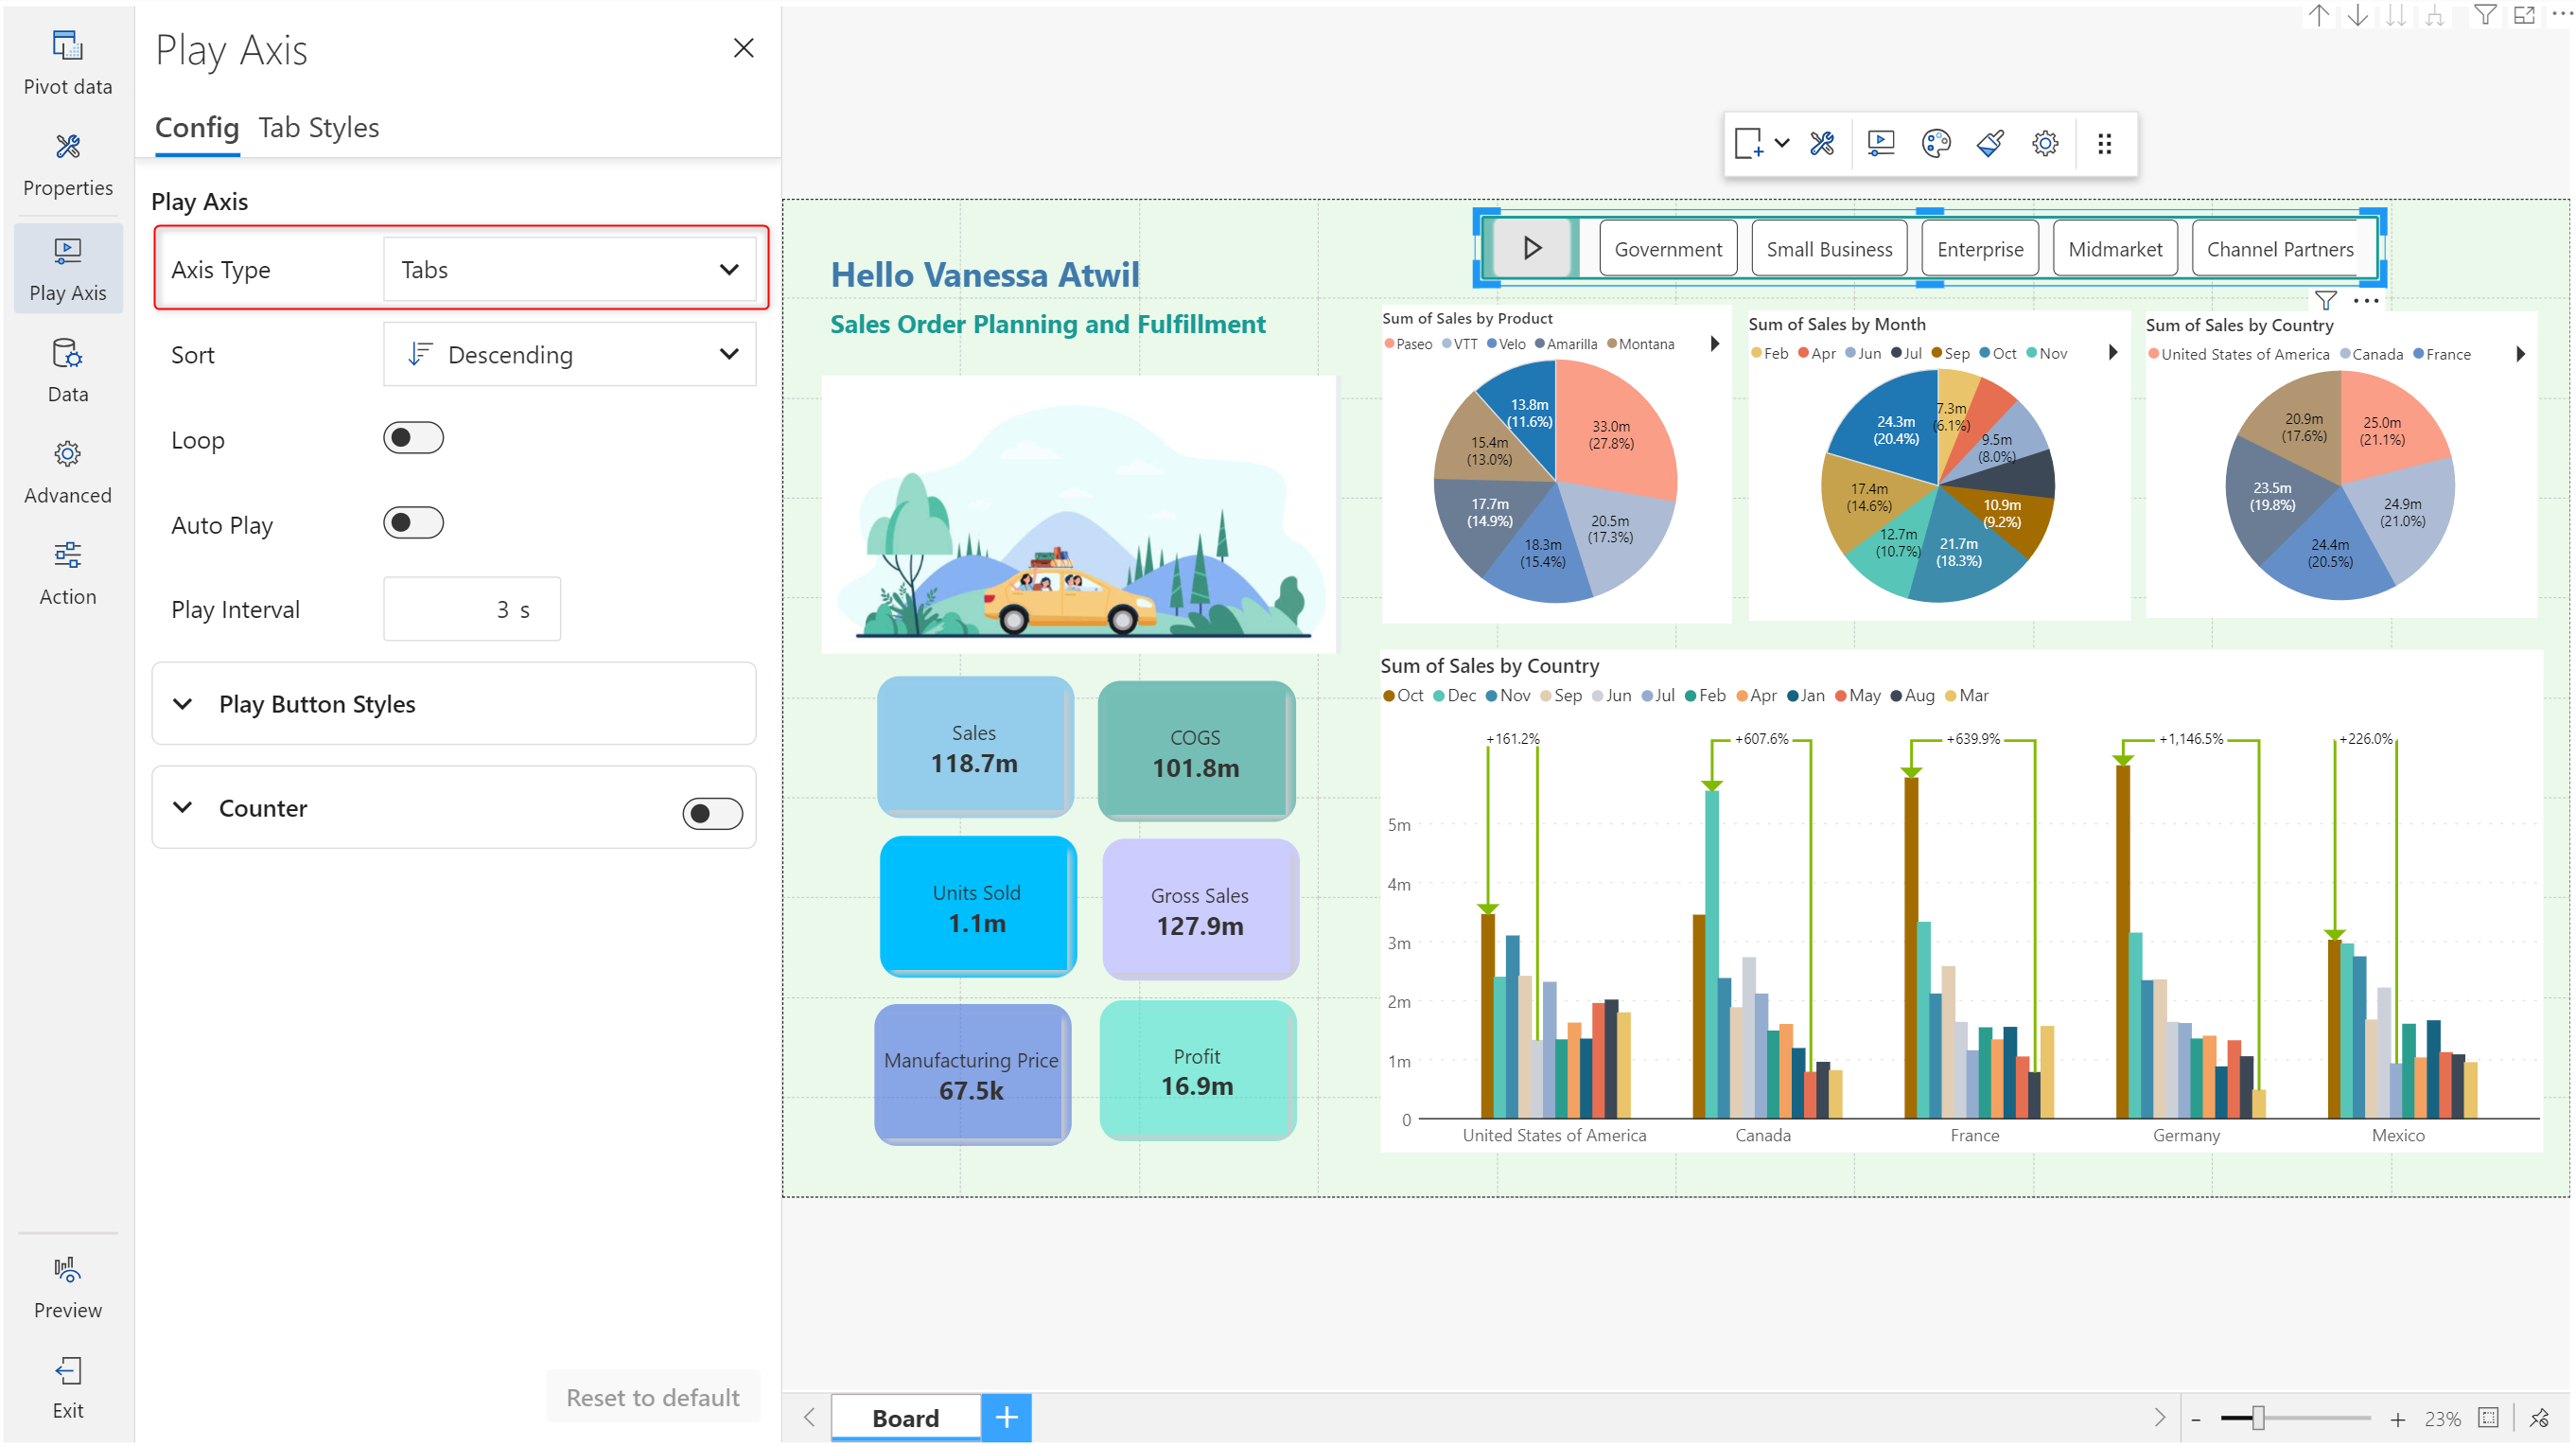 Pivot data
Properties
Play Axis
Data
Advanced
Action
Preview
Exit
Play Axis
Config Tab Styles
Play Axis
Axis Type Tabs
Sort Descending
Loop
Auto Play
Play Interval 3 s
Play Button Styles
Counter
Reset to default
Government Small Business Enterprise Midmarket Channel Partners
Hello Vanessa Atwil
Sales Order Planning and Fulfillment
Sales
118.7m
COGS
101.8m
Units Sold
1.1m
Gross Sales
127.9m
Manufacturing Price
67.5k
Profit
16.9m
Sum of Sales by Product
Paseo VTT Velo Amarilla Montana
13.8m
(11.6%)
33.0m
(27.8%)
15.4m
(13.0%)
17.7m
(14.9%)
20.5m
(17.3%)
18.3m
(15.4%)
Sum of Sales by Month
Feb Apr Jun Jul Sep Oct Nov
24.3m
(20.4%)
7.3m
(6.1%)
9.5m
(8.0%)
17.4m
(14.6%)
10.9m
(9.2%)
12.7m
(10.7%)
21.7m
(18.3%)
Sum of Sales by Country
United States of America Canada France
20.9m
(17.6%)
25.0m
(21.1%)
23.5m
(19.8%)
24.9m
(21.0%)
24.4m
(20.5%)
Sum of Sales by Country
Oct Dec Nov Sep Jun Jul Feb Apr Jan May Aug Mar
+161.2% +607.6% +639.9% +1,146.5% +226.0%
5m
4m
3m
2m
1m
0
United States of America Canada France Germany Mexico
Board +
- + 23%